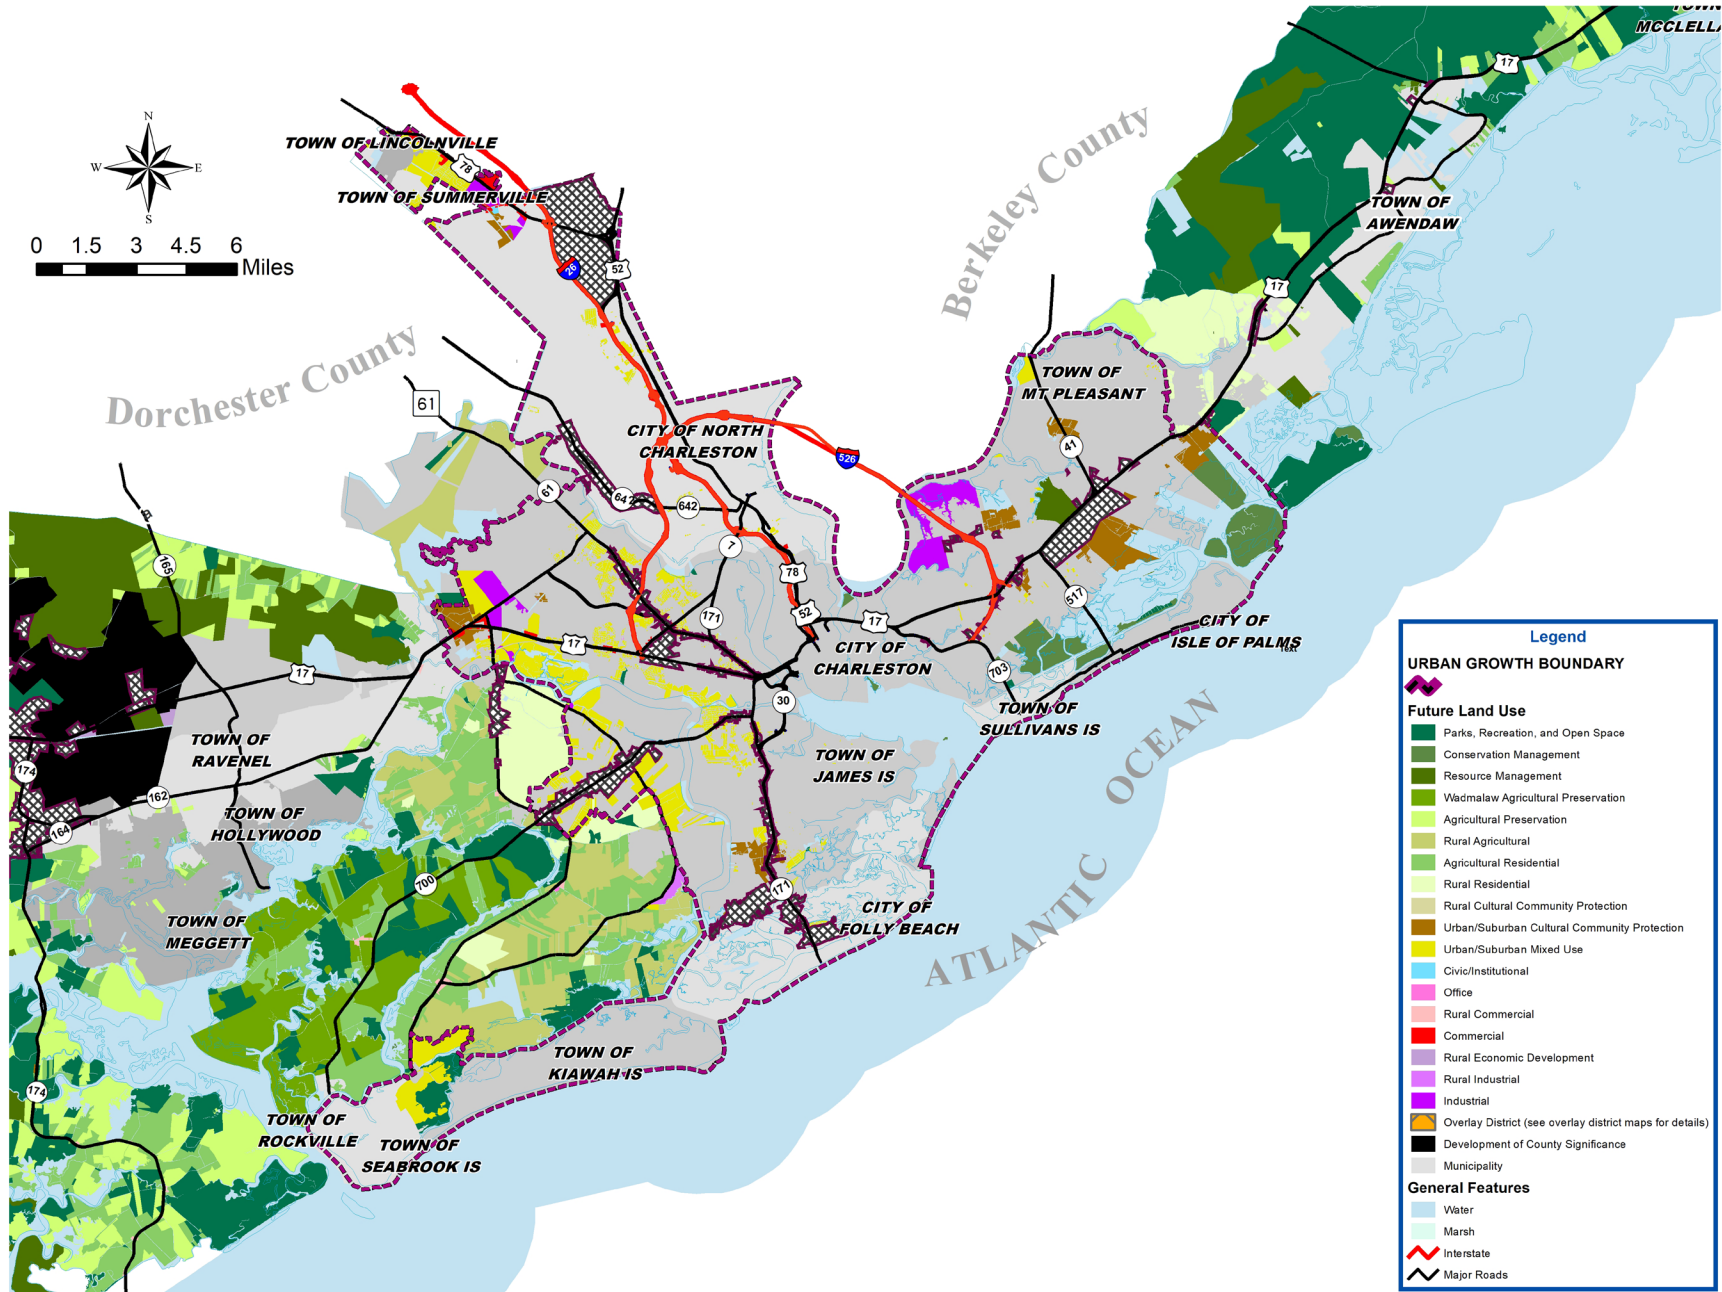 TOWN
MCCLELLA
17
N
W
E
S
TOWN OF LINCOLNVILLE
78
TOWN OF SUMMERVILLE
Berkeley County
TOWN OF
AWENDAW
0 1.5 3 4.5 6
Miles
26
52
17
Dorchester County
61
TOWN OF
MT PLEASANT
CITY OF NORTH
CHARLESTON
41
526
61
642
642
7
165
78
171
52
17
517
17
CITY OF
ISLE OF PALMS
Text
CITY OF
CHARLESTON
17
703
30
TOWN OF
SULLIVANS IS
TOWN OF
RAVENEL
TOWN OF
JAMES IS
174
162
164
TOWN OF
HOLLYWOOD
ATLANTIC OCEAN
700
171
TOWN OF
MEGGETT
CITY OF
FOLLY BEACH
TOWN OF
KIAWAH IS
174
TOWN OF
ROCKVILLE
TOWN OF
SEABROOK IS
Legend
URBAN GROWTH BOUNDARY
Future Land Use
Parks, Recreation, and Open Space
Conservation Management
Resource Management
Wadmalaw Agricultural Preservation
Agricultural Preservation
Rural Agricultural
Agricultural Residential
Rural Residential
Rural Cultural Community Protection
Urban/Suburban Cultural Community Protection
Urban/Suburban Mixed Use
Civic/Institutional
Office
Rural Commercial
Commercial
Rural Economic Development
Rural Industrial
Industrial
Overlay District (see overlay district maps for details)
Development of County Significance
Municipality
General Features
Water
Marsh
Interstate
Major Roads